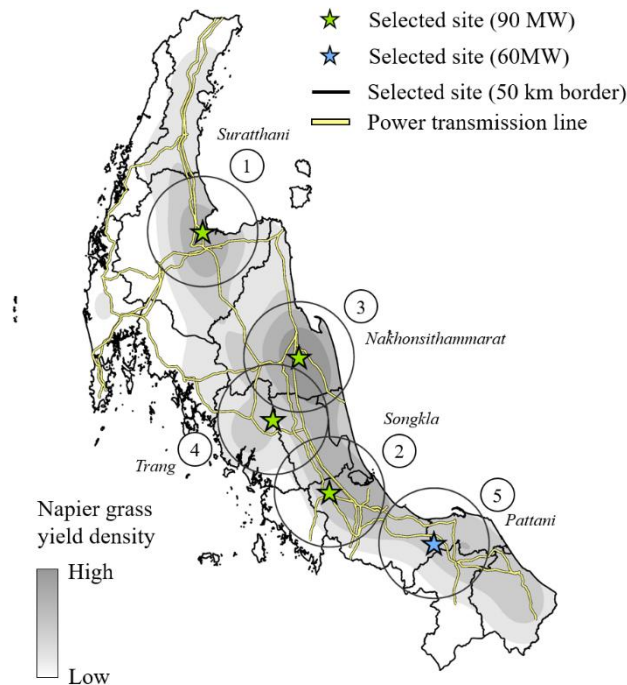 Selected site (90 MW)
Selected site (60MW)
Selected site (50 km border)
Power transmission line
Suratthani
1
3
Nakhonsithammarat
Songkla
2
4
Trang
5
Pattani
Napier grass
yield density
High
Low